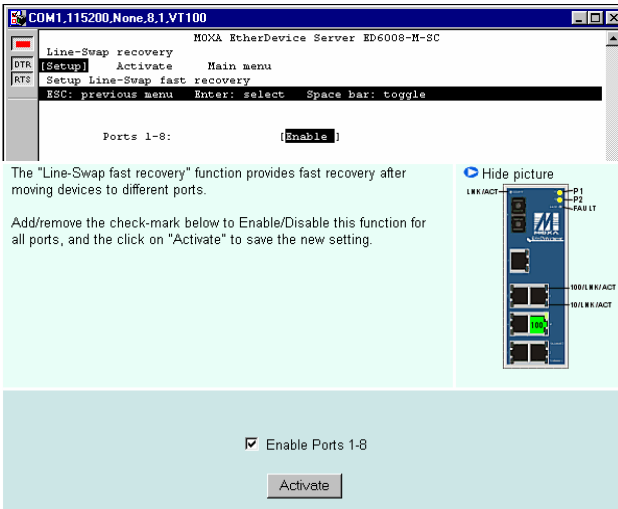 COM1,115200,None,8,1,VT100
MOXA EtherDevice Server ED6008-M-SC
Line-Swap recovery
[Setup] Activate Main menu
Setup Line-Swap fast recovery
ESC: previous menu Enter: select Space bar: toggle
DTR
RTS
Ports 1-8: [Enable ]
The "Line-Swap fast recovery" function provides fast recovery after
moving devices to different ports.
Add/remove the check-mark below to Enable/Disable this function for
all ports, and the click on "Activate" to save the new setting.
Hide picture
LNK/ACT
P1
P2
FAULT
MOXA
100/LNK/ACT
10/LNK/ACT
100
Enable Ports 1-8
Activate